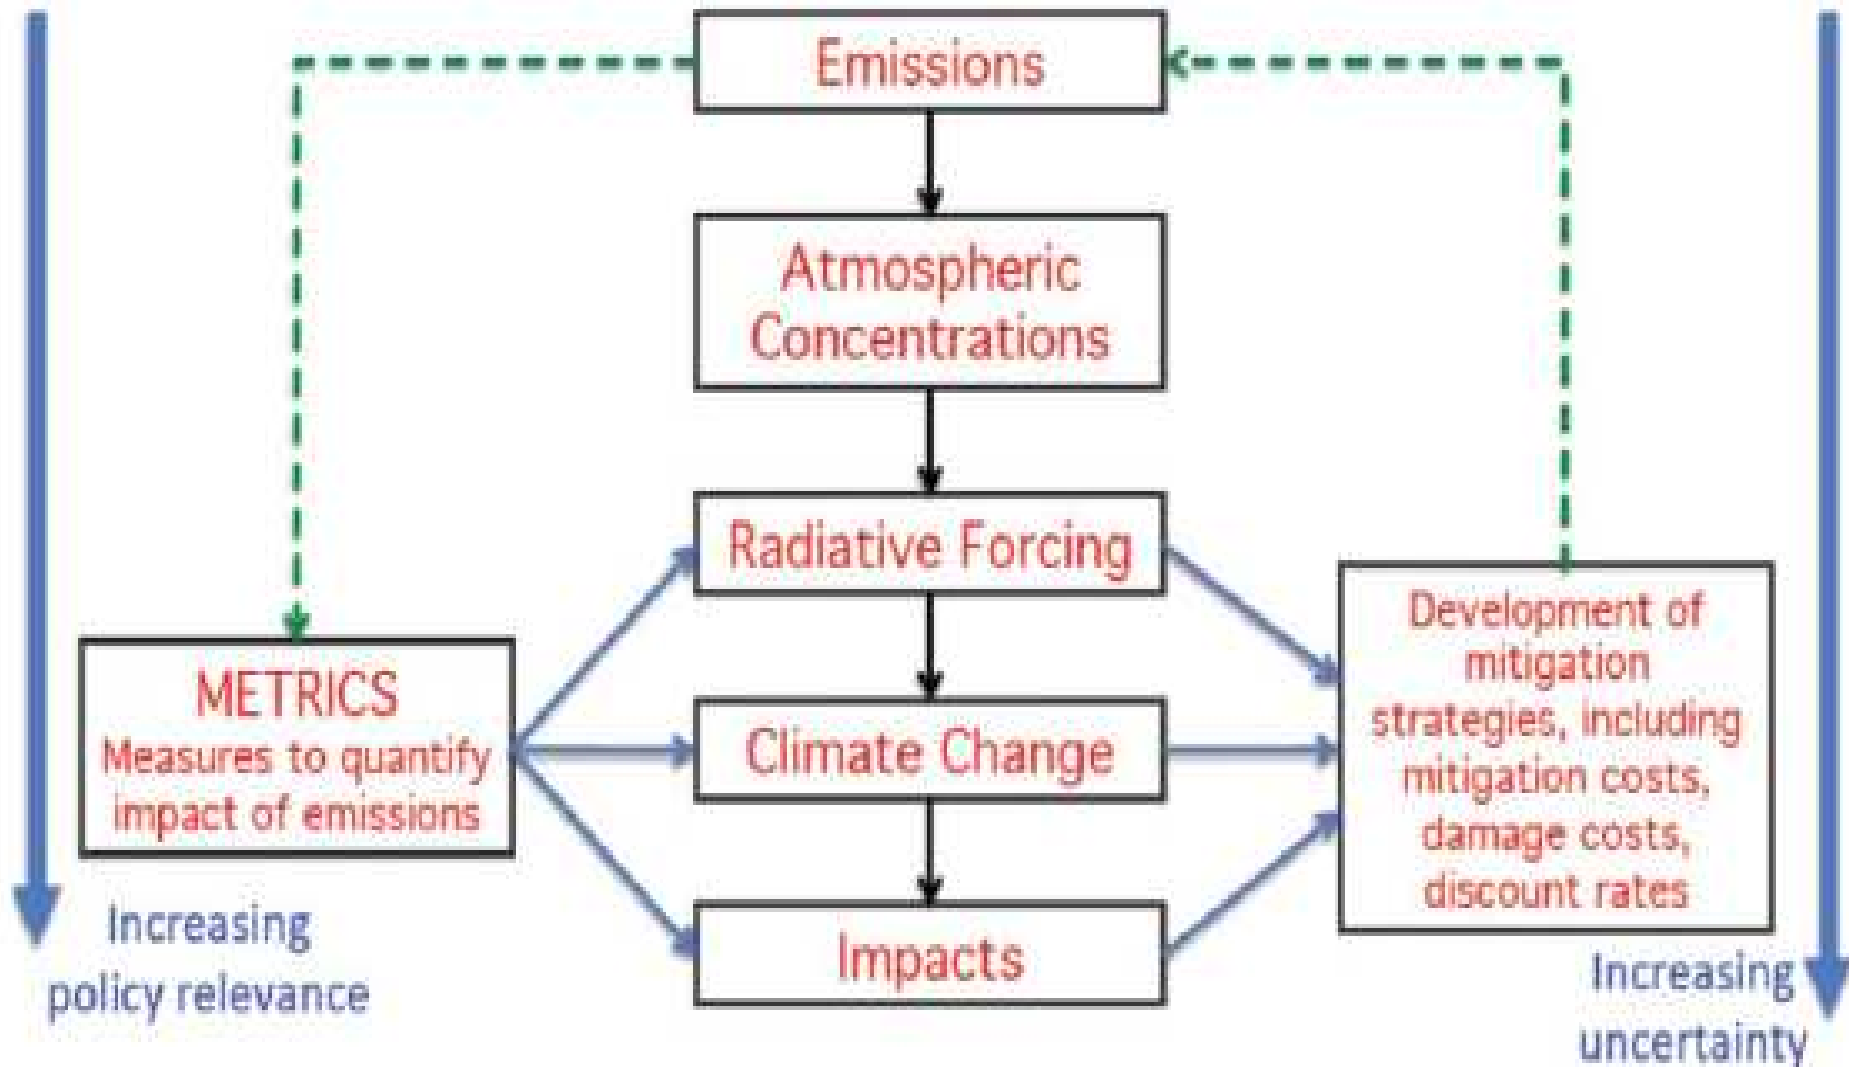 Emissions
Atmospheric
Concentrations
Radiative Forcing
METRICS
Measures to quantify
impact of emissions
Climate Change
Impacts
Development of
mitigation
strategies, including
mitigation costs,
damage costs,
discount rates
Increasing
policy relevance
Increasing
uncertainty